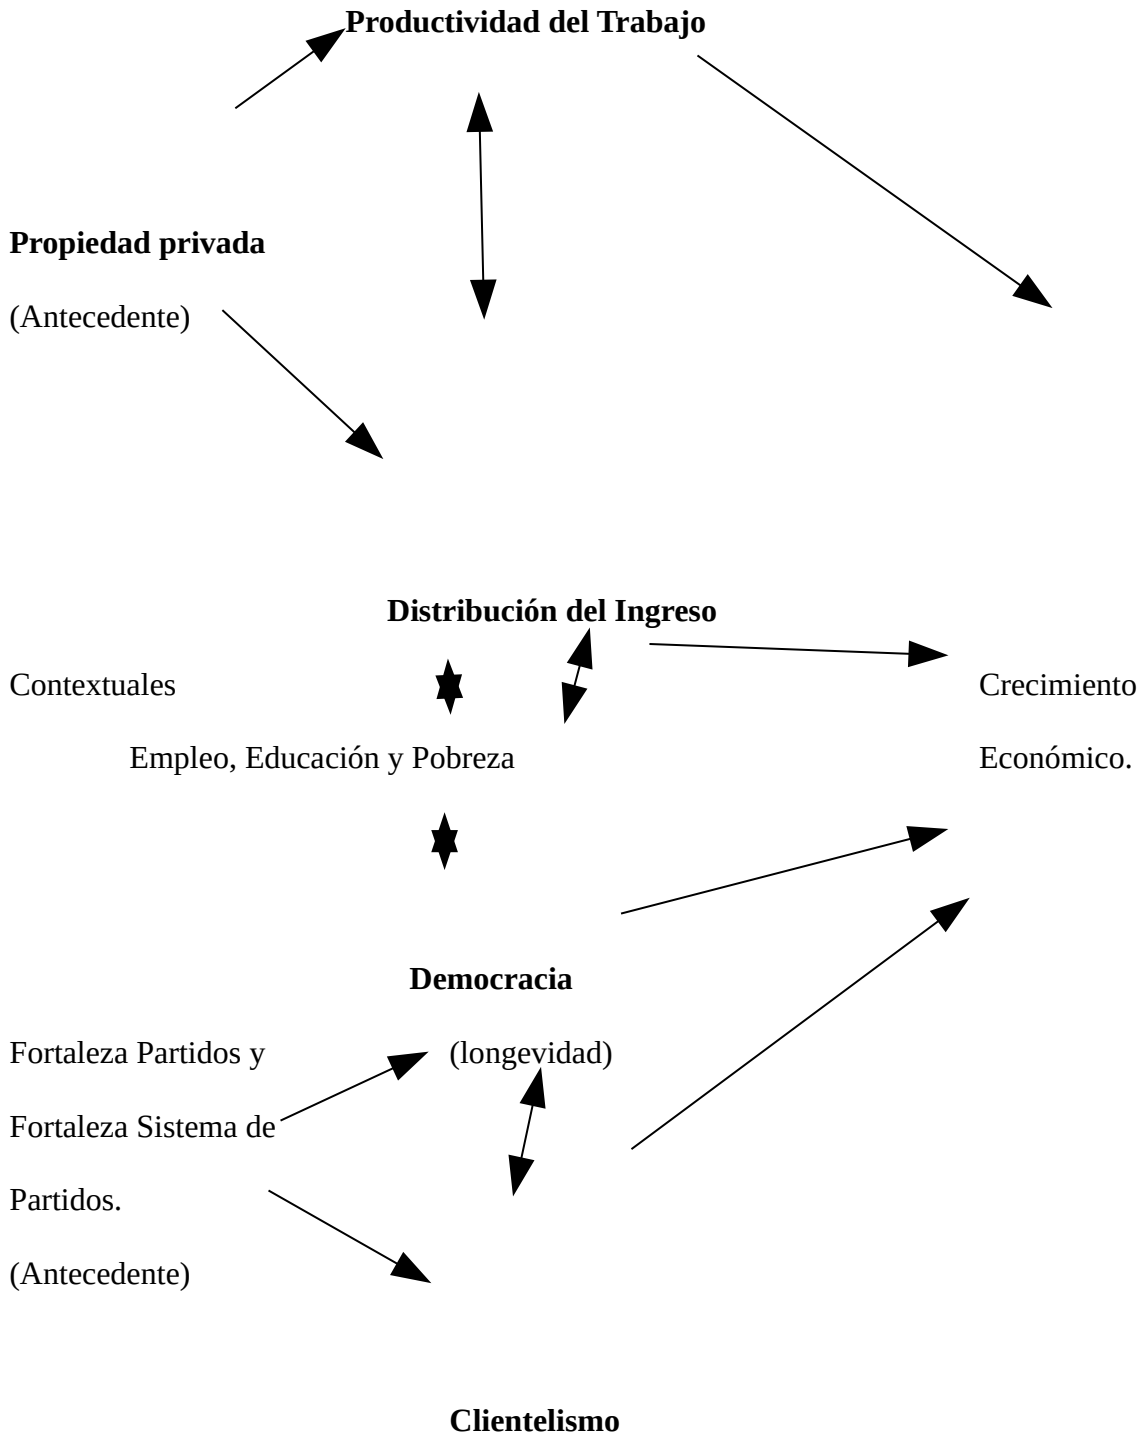 Productividad del Trabajo
Propiedad privada
(Antecedente)
Distribución del Ingreso
Contextuales
Crecimiento
Empleo, Educación y Pobreza
Económico.
Democracia
Fortaleza Partidos y
(longevidad)
Fortaleza Sistema de
Partidos.
(Antecedente)
Clientelismo